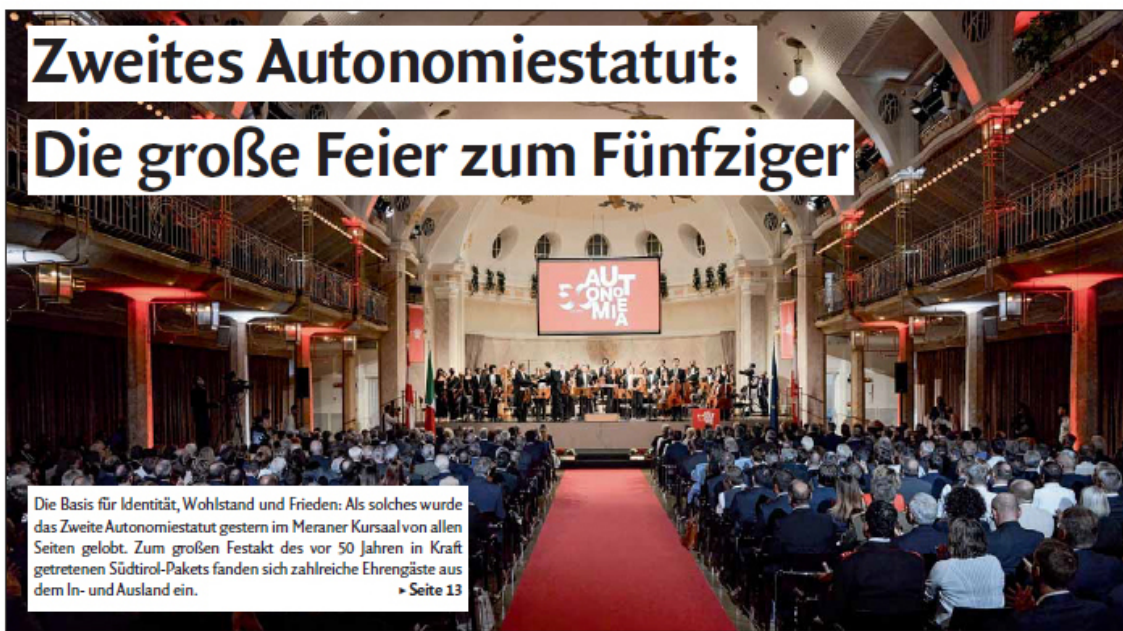 Zweites Autonomiestatut:
Die große Feier zum Fünfziger
AUT
ONO
MIE
A
Die Basis für Identität, Wohlstand und Frieden: Als solches wurde
das Zweite Autonomiestatut gestern im Meraner Kursaal von allen
Seiten gelobt. Zum großen Festakt des vor 50 Jahren in Kraft
getretenen Südtirol-Pakets fanden sich zahlreiche Ehrengäste aus
dem In- und Ausland ein. ▸ Seite 13